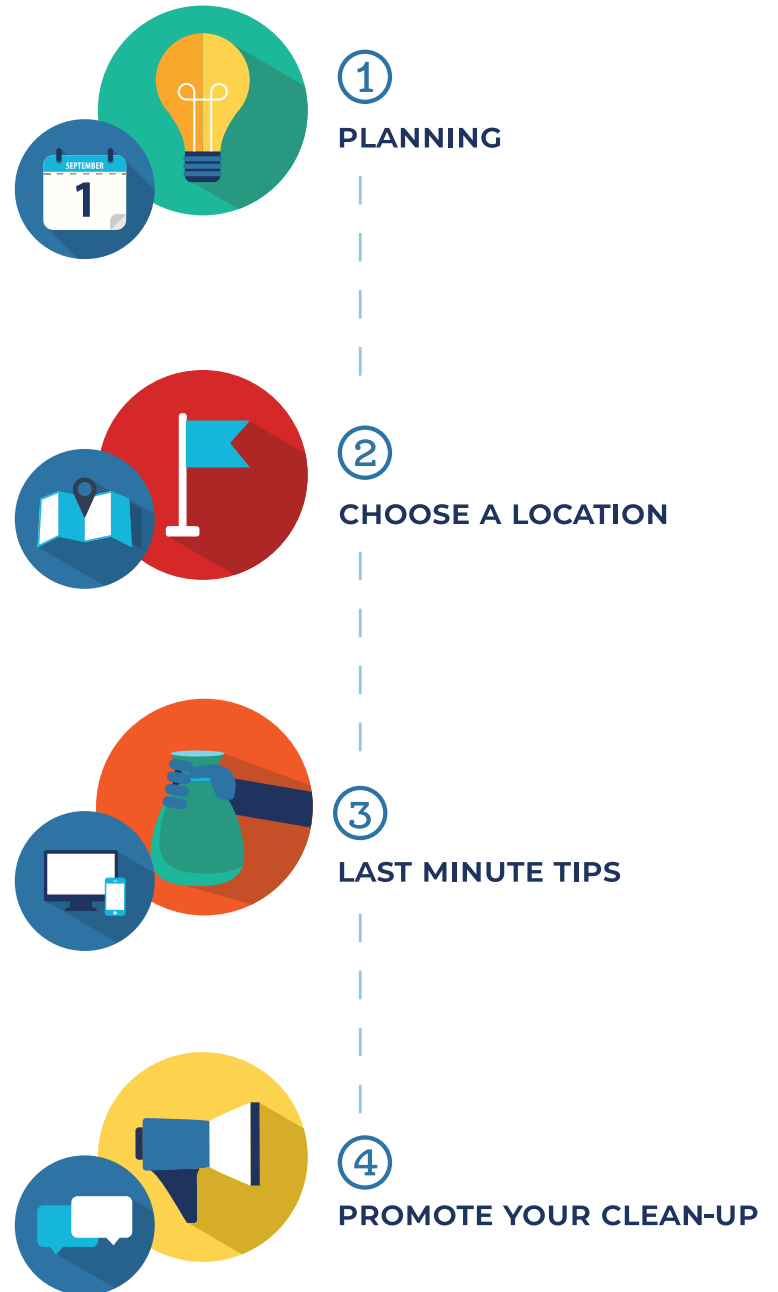 1
PLANNING
SEPTEMBER
1
2
CHOOSE A LOCATION
3
LAST MINUTE TIPS
4
PROMOTE YOUR CLEAN-UP